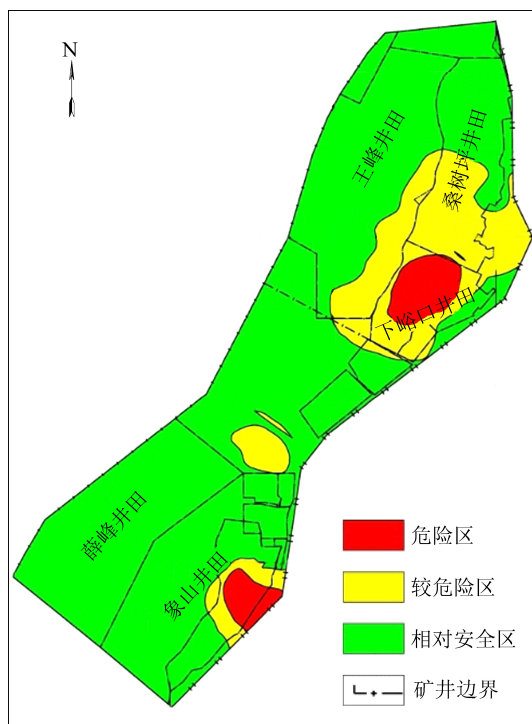 N
王峰井田
桑树坪井田
下峪口井田
薛峰井田
象山井田
危险区
较危险区
相对安全区
矿井边界